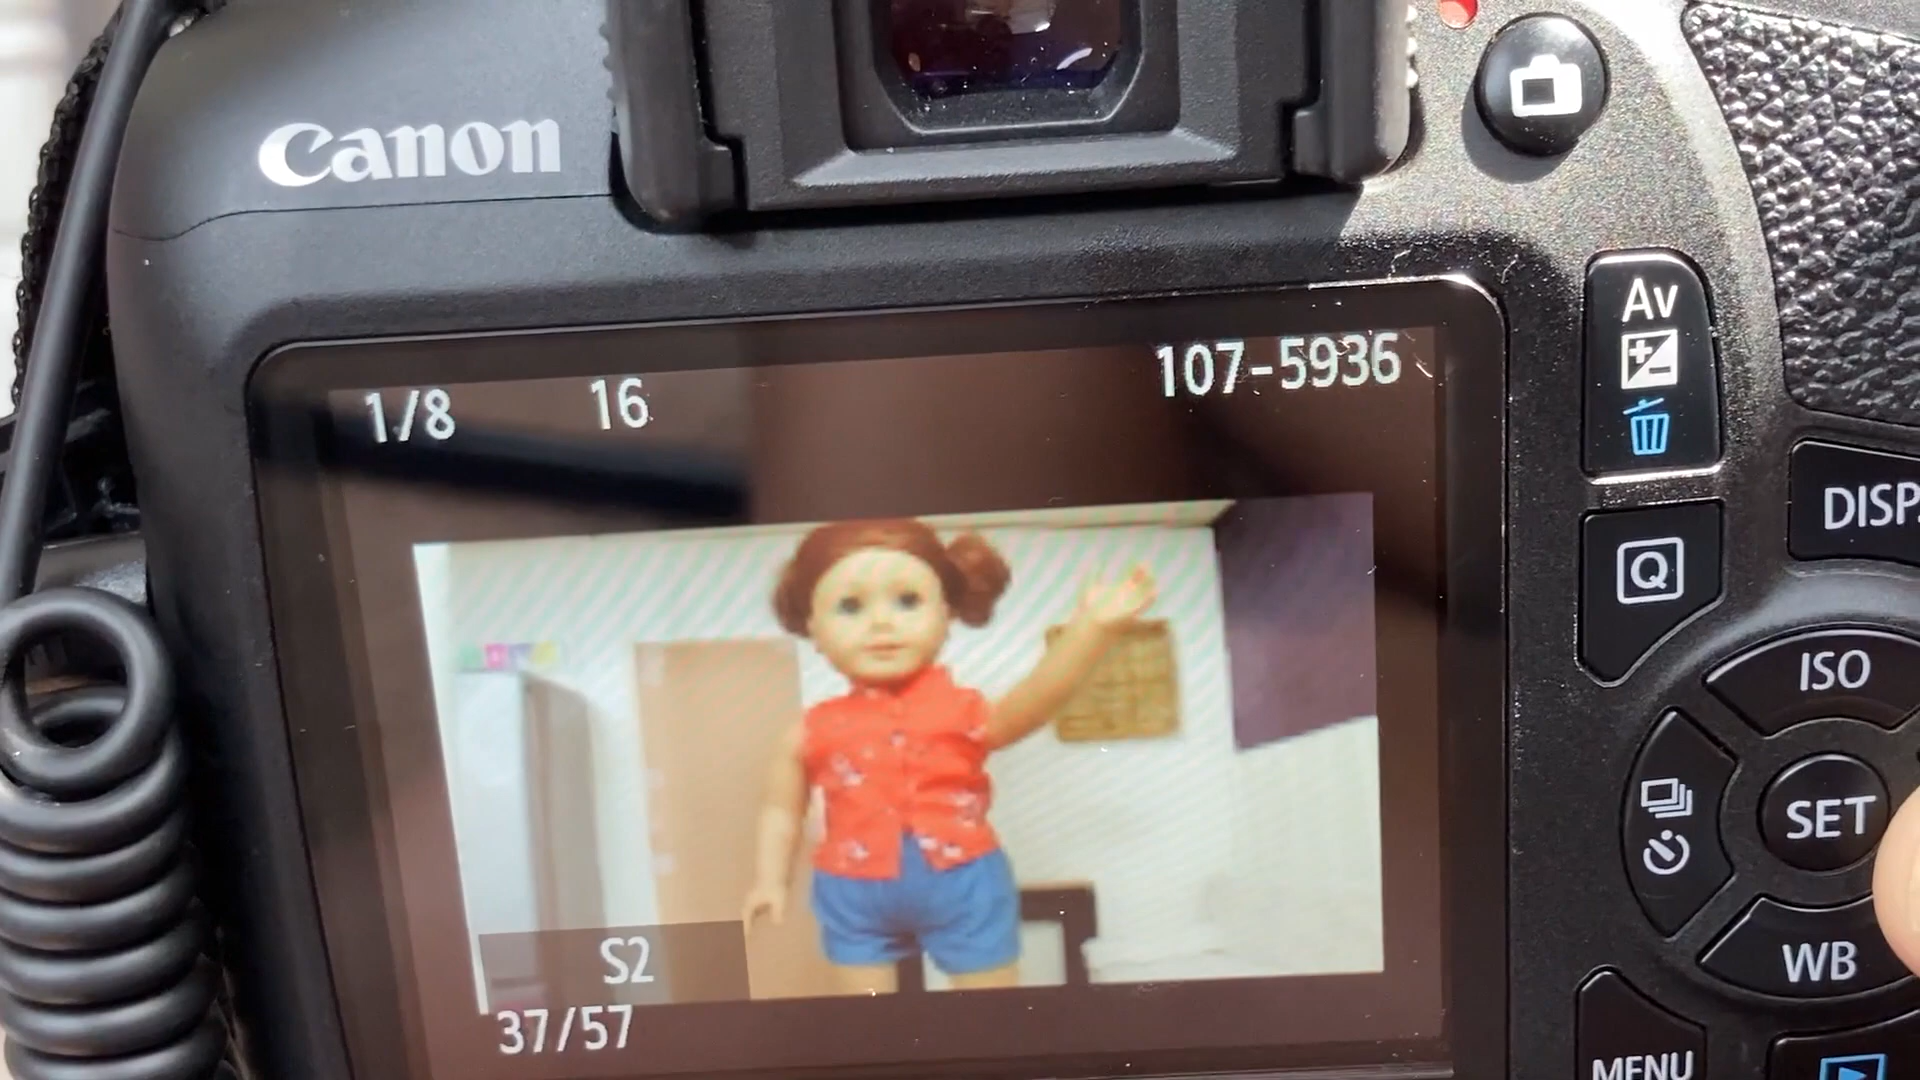 Canon
1/8 16 107-5936
Av
DISP.
Q
ISO
SET
WB
S2
37/57
MENU